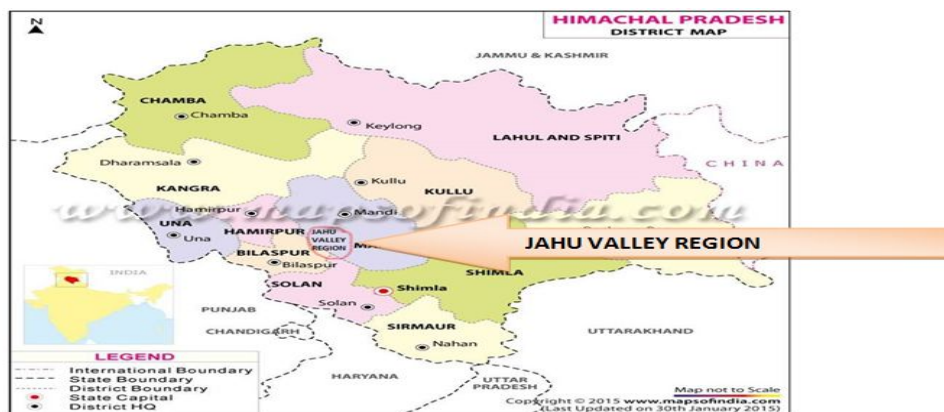 N
HIMACHAL PRADESH
DISTRICT MAP
JAMMU & KASHMIR
CHAMBA
Chamba
Keylong
LAHUL AND SPITI
CHINA
Dharamsala
KANGRA
Kullu
KULLU
www.mapsofindia.com
Hamirpur
Mandi
UNA
Una
HAMIRPUR
JAHU
VALLEY
REGION
MA
JAHU VALLEY REGION
BILASPUR
Bilaspur
SHIMLA
INDIA
SOLAN
Shimla
Solan
PUNJAB
CHANDIGARH
SIRMAUR
Nahan
UTTARAKHAND
LEGEND
International Boundary
State Boundary
District Boundary
State Capital
District HQ
HARYANA
UTTAR
PRADESH
Map not to Scale
Copyright © 2015 www.mapsofindia.com
(Last Updated on 30th January 2015)